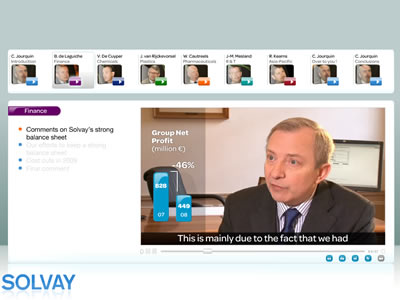 C. Jourquin
Introduction
B. de Laguiche
Finance
V. De Cuyper
Chemicals
J. van Rijckevorsel
Plastics
W. Cautreels
Pharmaceuticals
J-M. Mesland
R & T
R. Kearns
Asia-Pacific
C. Jourquin
Over to you !
C. Jourquin
Conclusions
Finance
Comments on Solvay's strong
balance sheet
Our efforts to keep a strong
balance sheet
Cost cuts in 2009
Final comment
Group Net
Profit
(million €)
-46%
828
449
07
08
This is mainly due to the fact that we had
SOLVAY